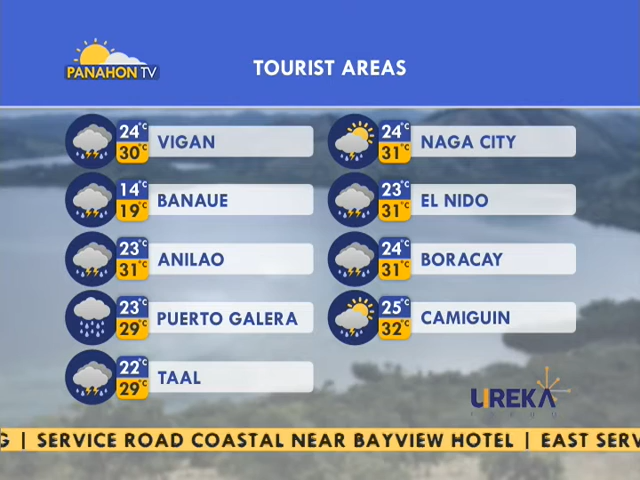 PANAHON TV
TOURIST AREAS
24°C
30°C
VIGAN
14°C
19°C
BANAUE
23°C
31°C
ANILAO
23°C
29°C
PUERTO GALERA
22°C
29°C
TAAL
24°C
31°C
NAGA CITY
23°C
31°C
EL NIDO
24°C
31°C
BORACAY
25°C
32°C
CAMIGUIN
UREKA
G | SERVICE ROAD COASTAL NEAR BAYVIEW HOTEL | EAST SERV